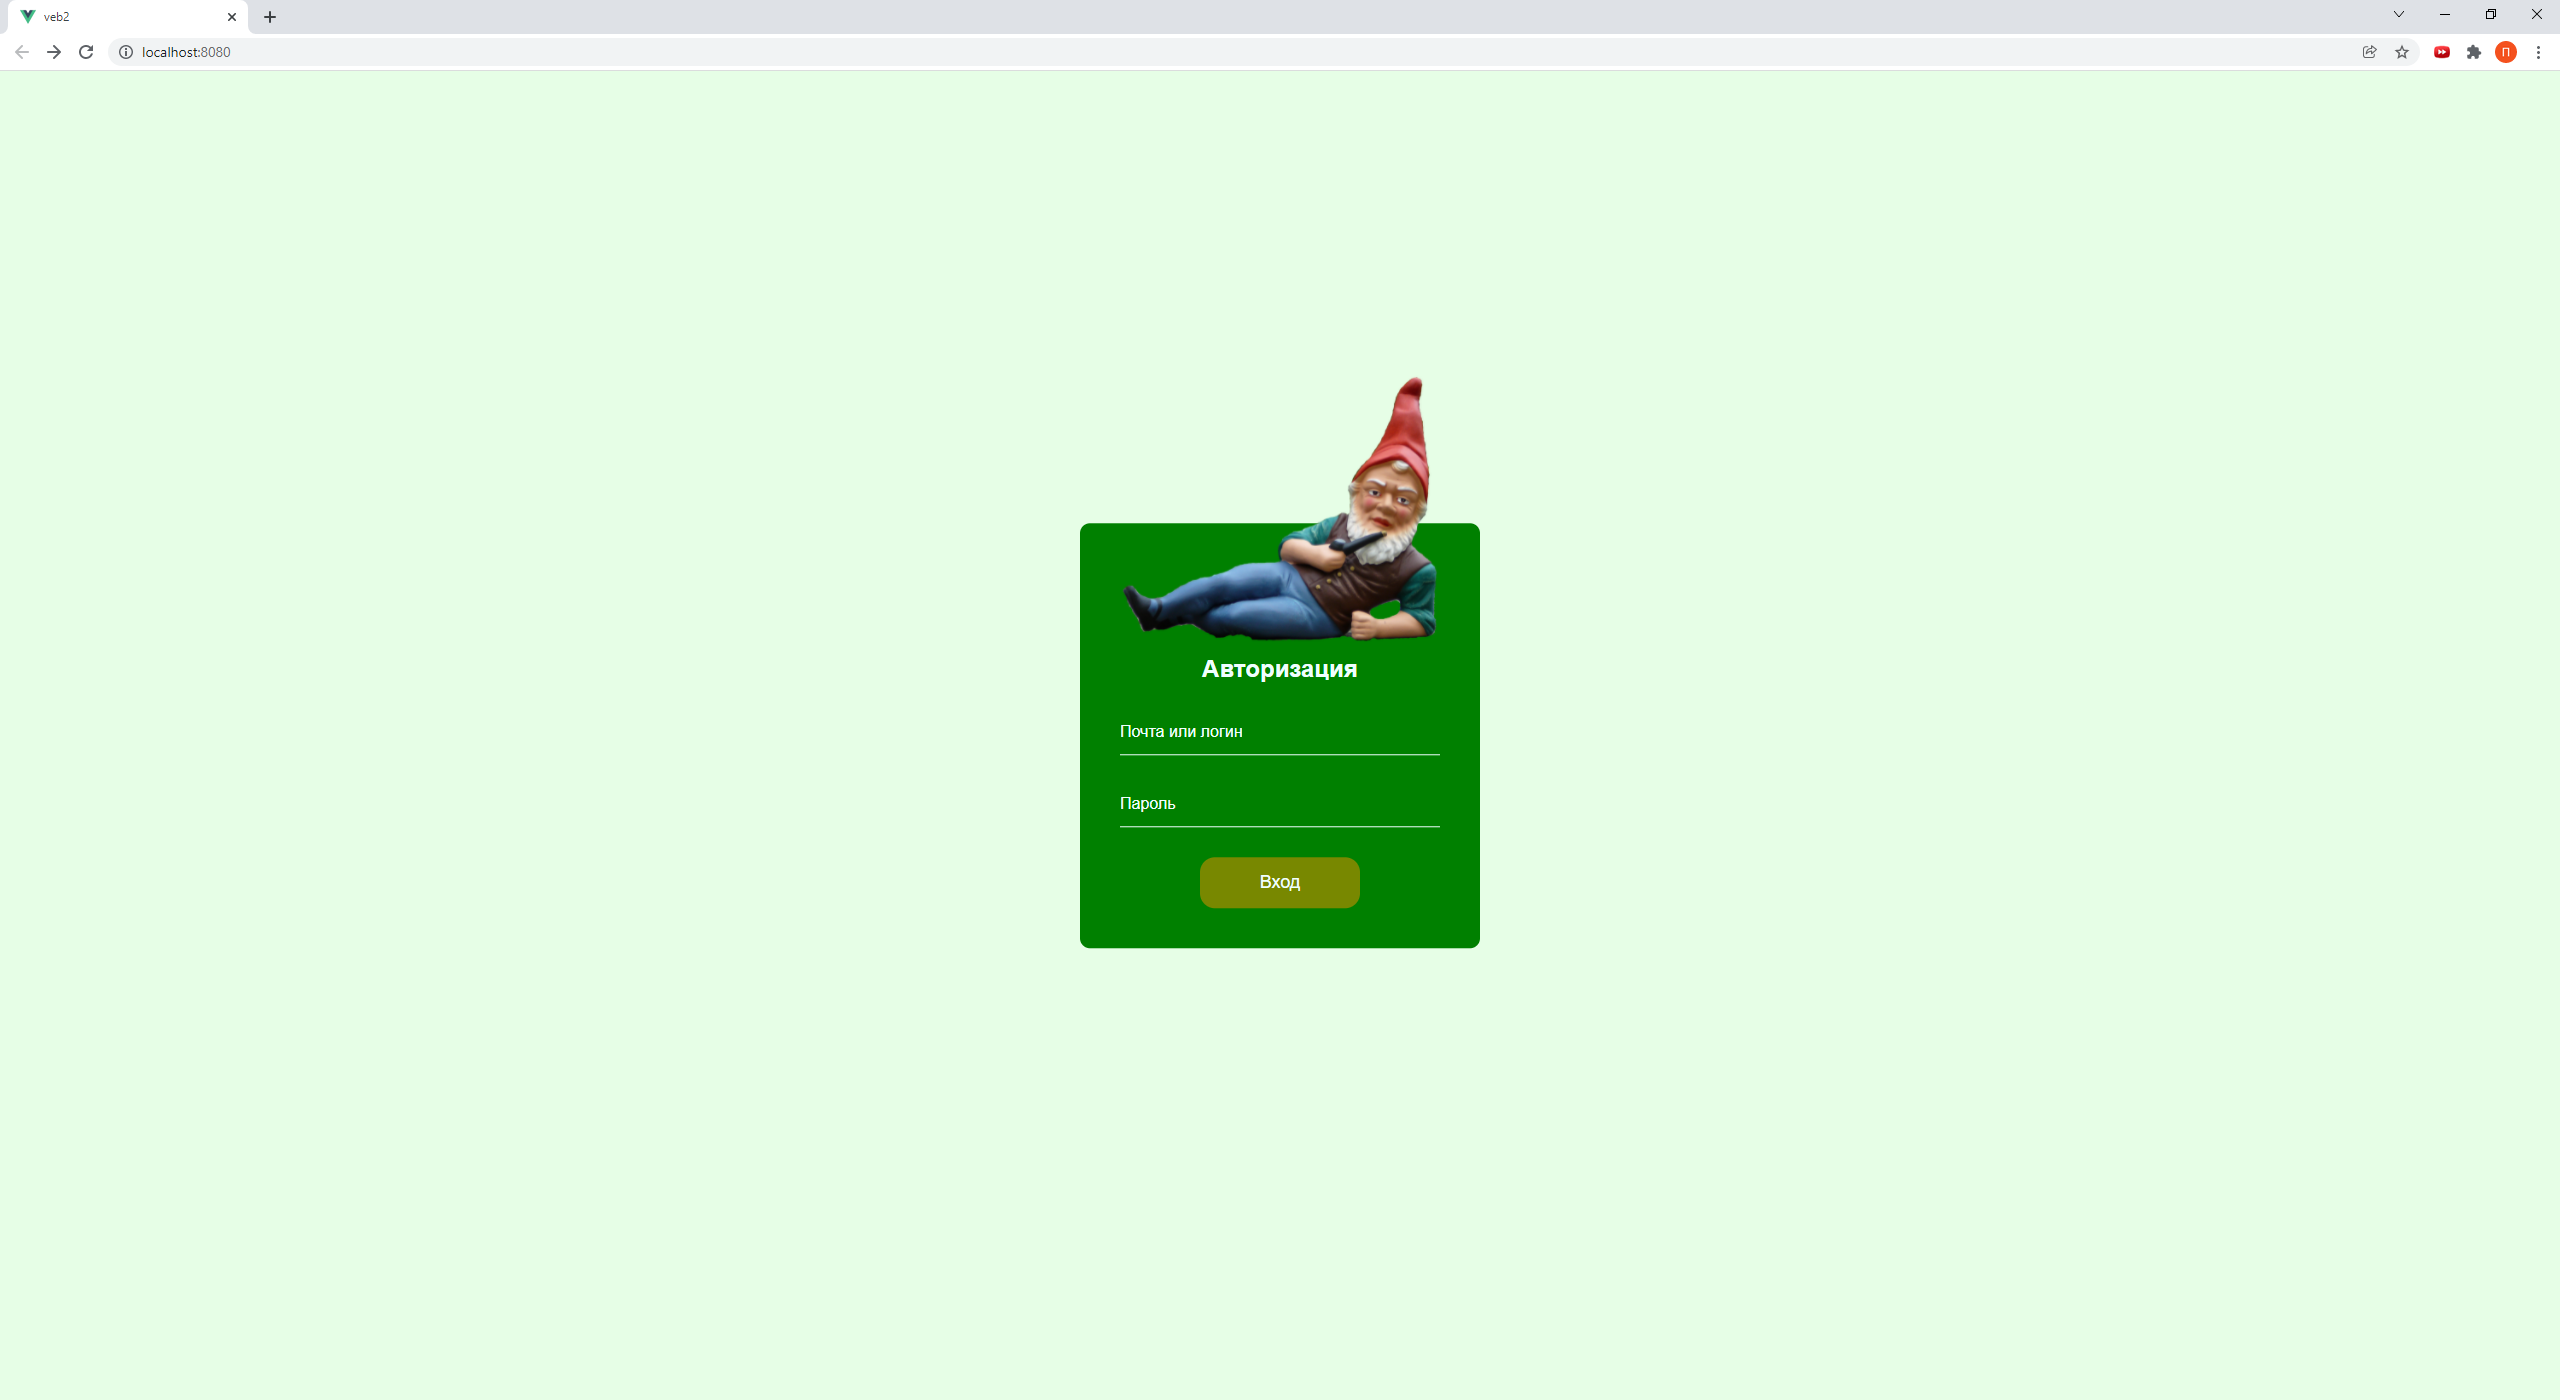 veb2
localhost:8080
П
Авторизация
Почта или логин
Пароль
Вход